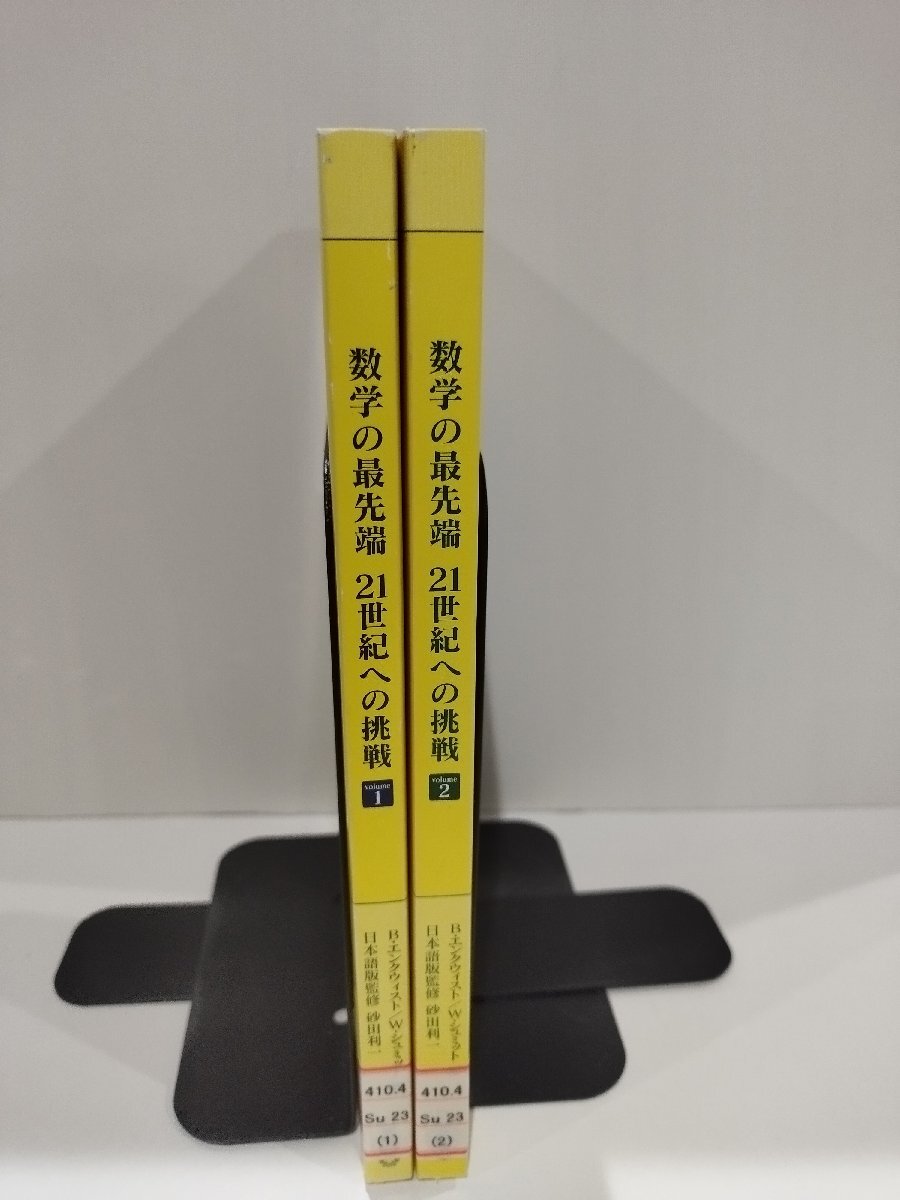 数学の最先端 21世紀への挑戦
volume
1
B・エンクウィスト/W・シュミッ
日本語版監修 砂田利一
410.4
Su 23
(1)
数学の最先端 21世紀への挑戦
volume
2
B・エンクウィスト/W・シュミット
日本語版監修 砂田利一
410.4
Su 23
(2)